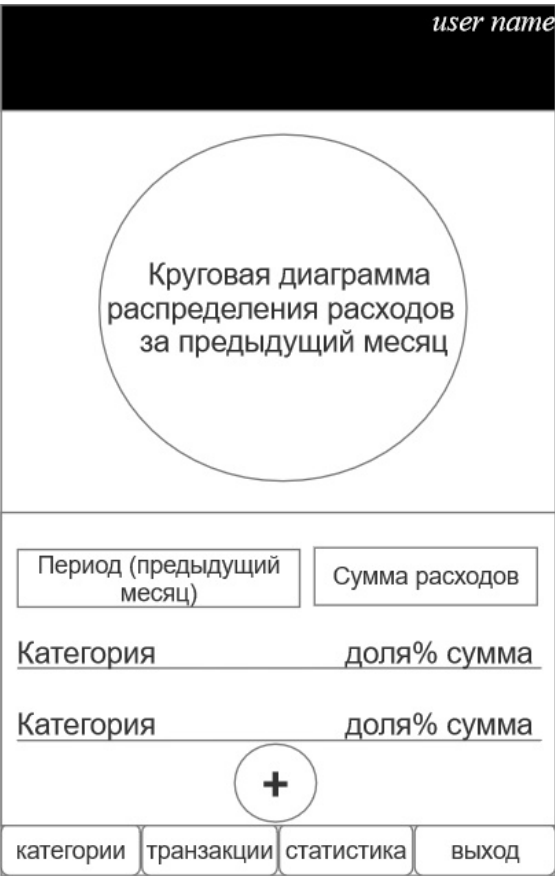 user name
Круговая диаграмма
распределения расходов
за предыдущий месяц
Период (предыдущий
месяц)
Сумма расходов
Категория доля% сумма
Категория доля% сумма
+
категории транзакции статистика выход